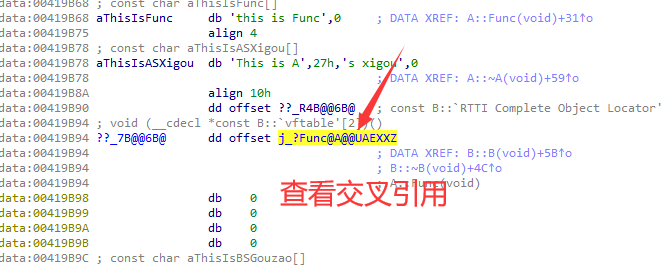 data:00419B68 ; const char aThisIsFunc[]
data:00419B68 aThisIsFunc db 'this is Func',0 ; DATA XREF: A::Func(void)+31↑o
data:00419B75 align 4
data:00419B78 ; const char aThisIsASXigou[]
data:00419B78 aThisIsASXigou db 'This is A',27h,'s xigou',0
data:00419B78 ; DATA XREF: A::~A(void)+59↑o
data:00419B8A align 10h
data:00419B90 dd offset ??_R4B@@6B@ ; const B::`RTTI Complete Object Locator'
data:00419B94 ; void (__cdecl *const B::`vftable'[2])()
data:00419B94 ??_7B@@6B@ dd offset j_?Func@A@@UAEXXZ
data:00419B94 ; DATA XREF: B::B(void)+5B↑o
data:00419B94 ; B::~B(void)+4C↑o
data:00419B94 ; A::Func(void)
data:00419B98 db 0
data:00419B99 db 0
data:00419B9A db 0
data:00419B9B db 0
data:00419B9C ; const char aThisIsBSGouzao[]
查看交叉引用